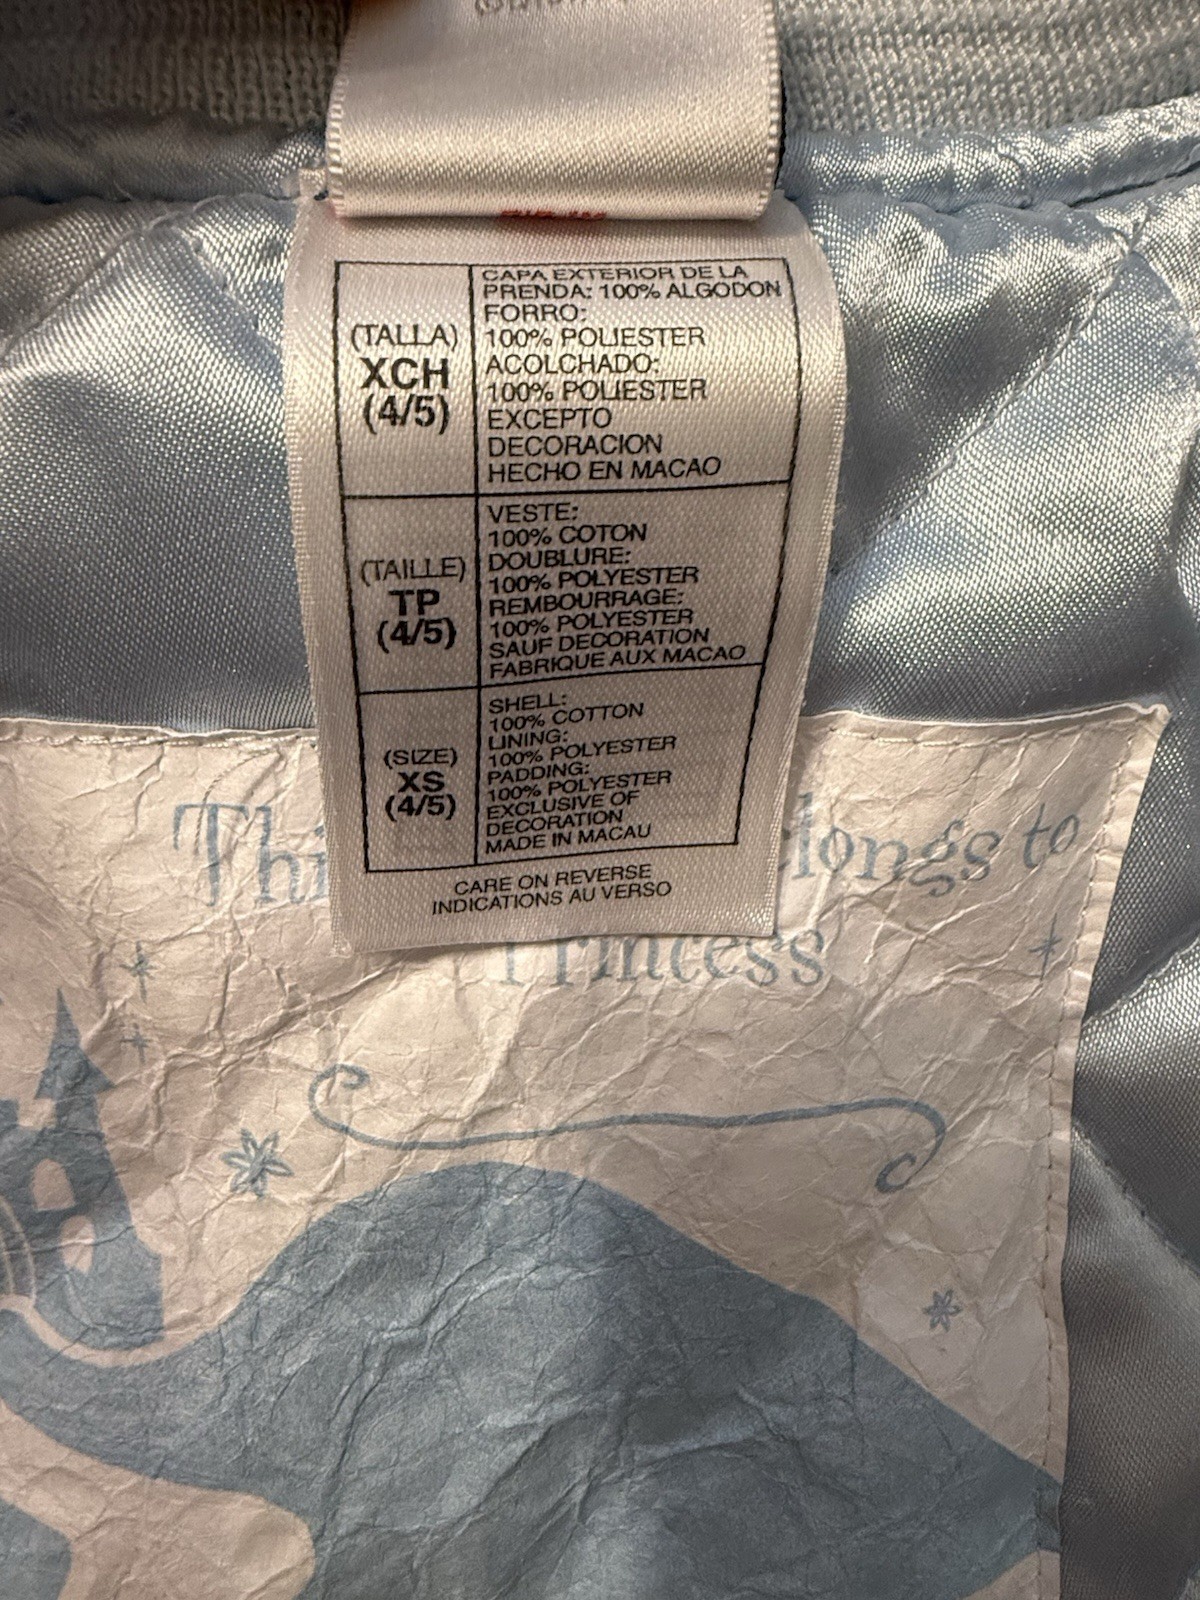 (TALLA)
XCH
(4/5)
CAPA EXTERIOR DE LA
PRENDA: 100% ALGODON
FORRO:
100% POLIESTER
ACOLCHADO:
100% POLIESTER
EXCEPTO
DECORACION
HECHO EN MACAO
(TAILLE)
TP
(4/5)
VESTE:
100% COTON
DOUBLURE:
100% POLYESTER
REMBOURRAGE:
100% POLYESTER
SAUF DECORATION
FABRIQUE AUX MACAO
(SIZE)
XS
(4/5)
SHELL:
100% COTTON
LINING:
100% POLYESTER
PADDING:
100% POLYESTER
EXCLUSIVE OF
DECORATION
MADE IN MACAU
CARE ON REVERSE
INDICATIONS AU VERSO
Thi longs to
Princess